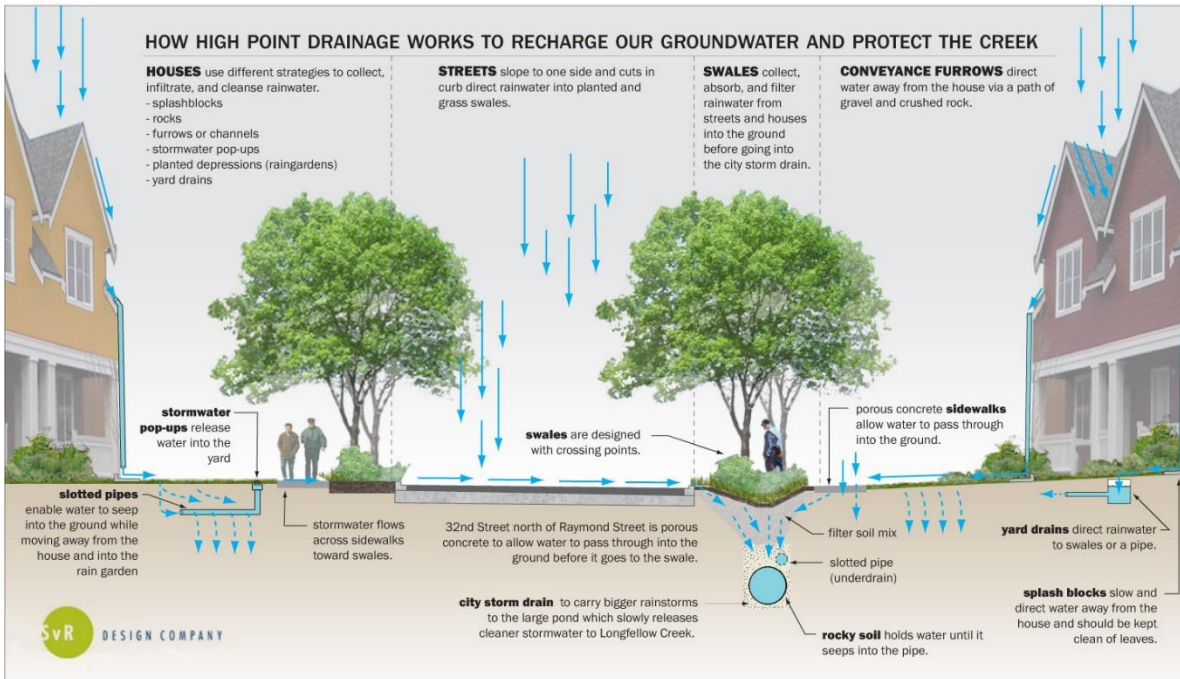 HOW HIGH POINT DRAINAGE WORKS TO RECHARGE OUR GROUNDWATER AND PROTECT THE CREEK
HOUSES use different strategies to collect,
infiltrate, and cleanse rainwater.
- splashblocks
- rocks
- furrows or channels
- stormwater pop-ups
- planted depressions (raingardens)
- yard drains
STREETS slope to one side and cuts in
curb direct rainwater into planted and
grass swales.
SWALES collect,
absorb, and filter
rainwater from
streets and houses
into the ground
before going into
the city storm drain.
CONVEYANCE FURROWS direct
water away from the house via a path of
gravel and crushed rock.
stormwater
pop-ups release
water into the
yard
swales are designed
with crossing points.
porous concrete sidewalks
allow water to pass through
into the ground.
slotted pipes
enable water to seep
into the ground while
moving away from the
house and into the
rain garden
stormwater flows
across sidewalks
toward swales.
32nd Street north of Raymond Street is porous
concrete to allow water to pass through into the
ground before it goes to the swale.
filter soil mix
slotted pipe
(underdrain)
yard drains direct rainwater
to swales or a pipe.
city storm drain to carry bigger rainstorms
to the large pond which slowly releases
cleaner stormwater to Longfellow Creek.
rocky soil holds water until it
seeps into the pipe.
splash blocks slow and
direct water away from the
house and should be kept
clean of leaves.
SvR DESIGN COMPANY